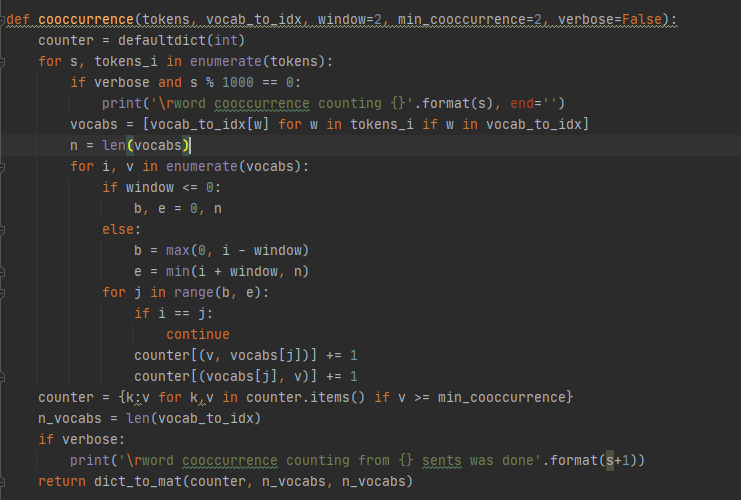 def cooccurrence(tokens, vocab_to_idx, window=2, min_cooccurrence=2, verbose=False):
    counter = defaultdict(int)
    for s, tokens_i in enumerate(tokens):
        if verbose and s % 1000 == 0:
            print('\rword cooccurrence counting {}'.format(s), end='')
        vocabs = [vocab_to_idx[w] for w in tokens_i if w in vocab_to_idx]
        n = len(vocabs)
        for i, v in enumerate(vocabs):
            if window <= 0:
                b, e = 0, n
            else:
                b = max(0, i - window)
                e = min(i + window, n)
            for j in range(b, e):
                if i == j:
                    continue
                counter[(v, vocabs[j])] += 1
                counter[(vocabs[j], v)] += 1
    counter = {k:v for k,v in counter.items() if v >= min_cooccurrence}
    n_vocabs = len(vocab_to_idx)
    if verbose:
        print('\rword cooccurrence counting from {} sents was done'.format(s+1))
    return dict_to_mat(counter, n_vocabs, n_vocabs)